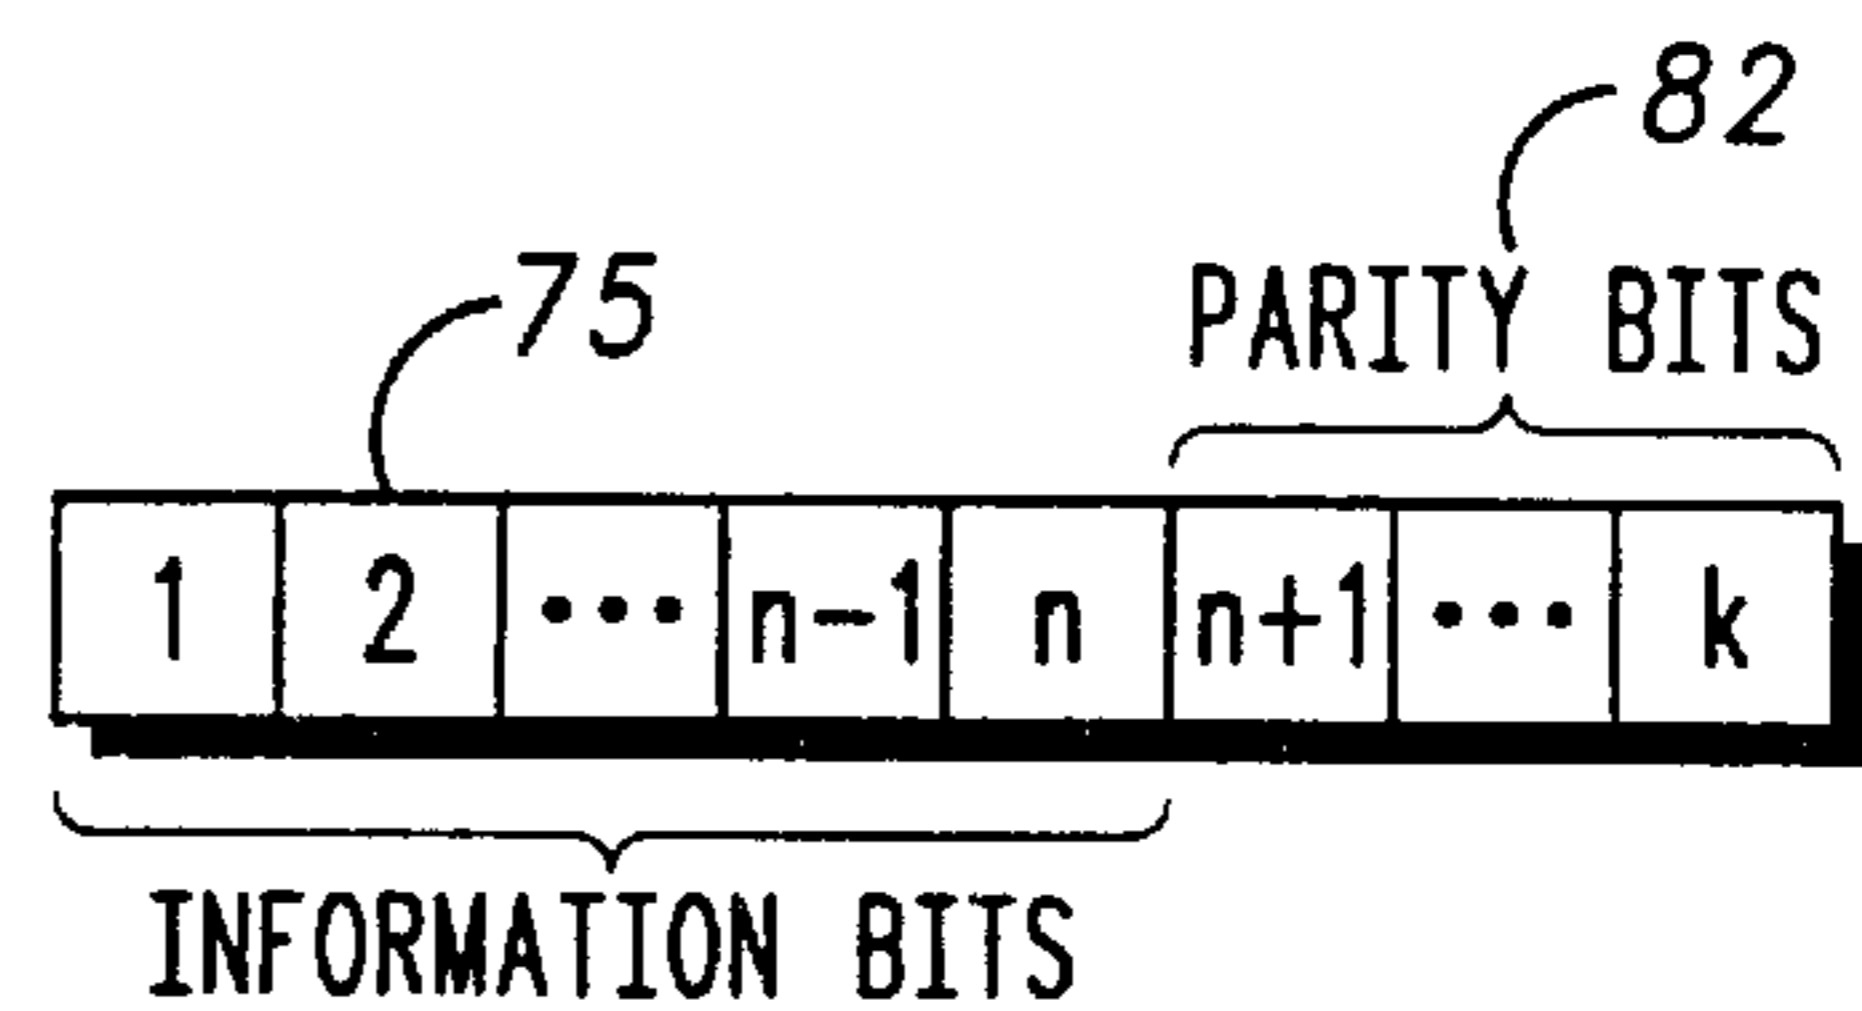 82
75
PARITY BITS
1 2 ••• n-1 n n+1 ••• k
INFORMATION BITS